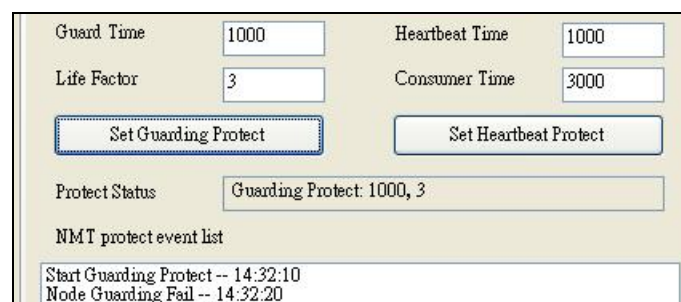 Guard Time 1000 Heartbeat Time 1000
Life Factor 3 Consumer Time 3000
Set Guarding Protect Set Heartbeat Protect
Protect Status Guarding Protect: 1000, 3
NMT protect event list
Start Guarding Protect -- 14:32:10
Node Guarding Fail -- 14:32:20